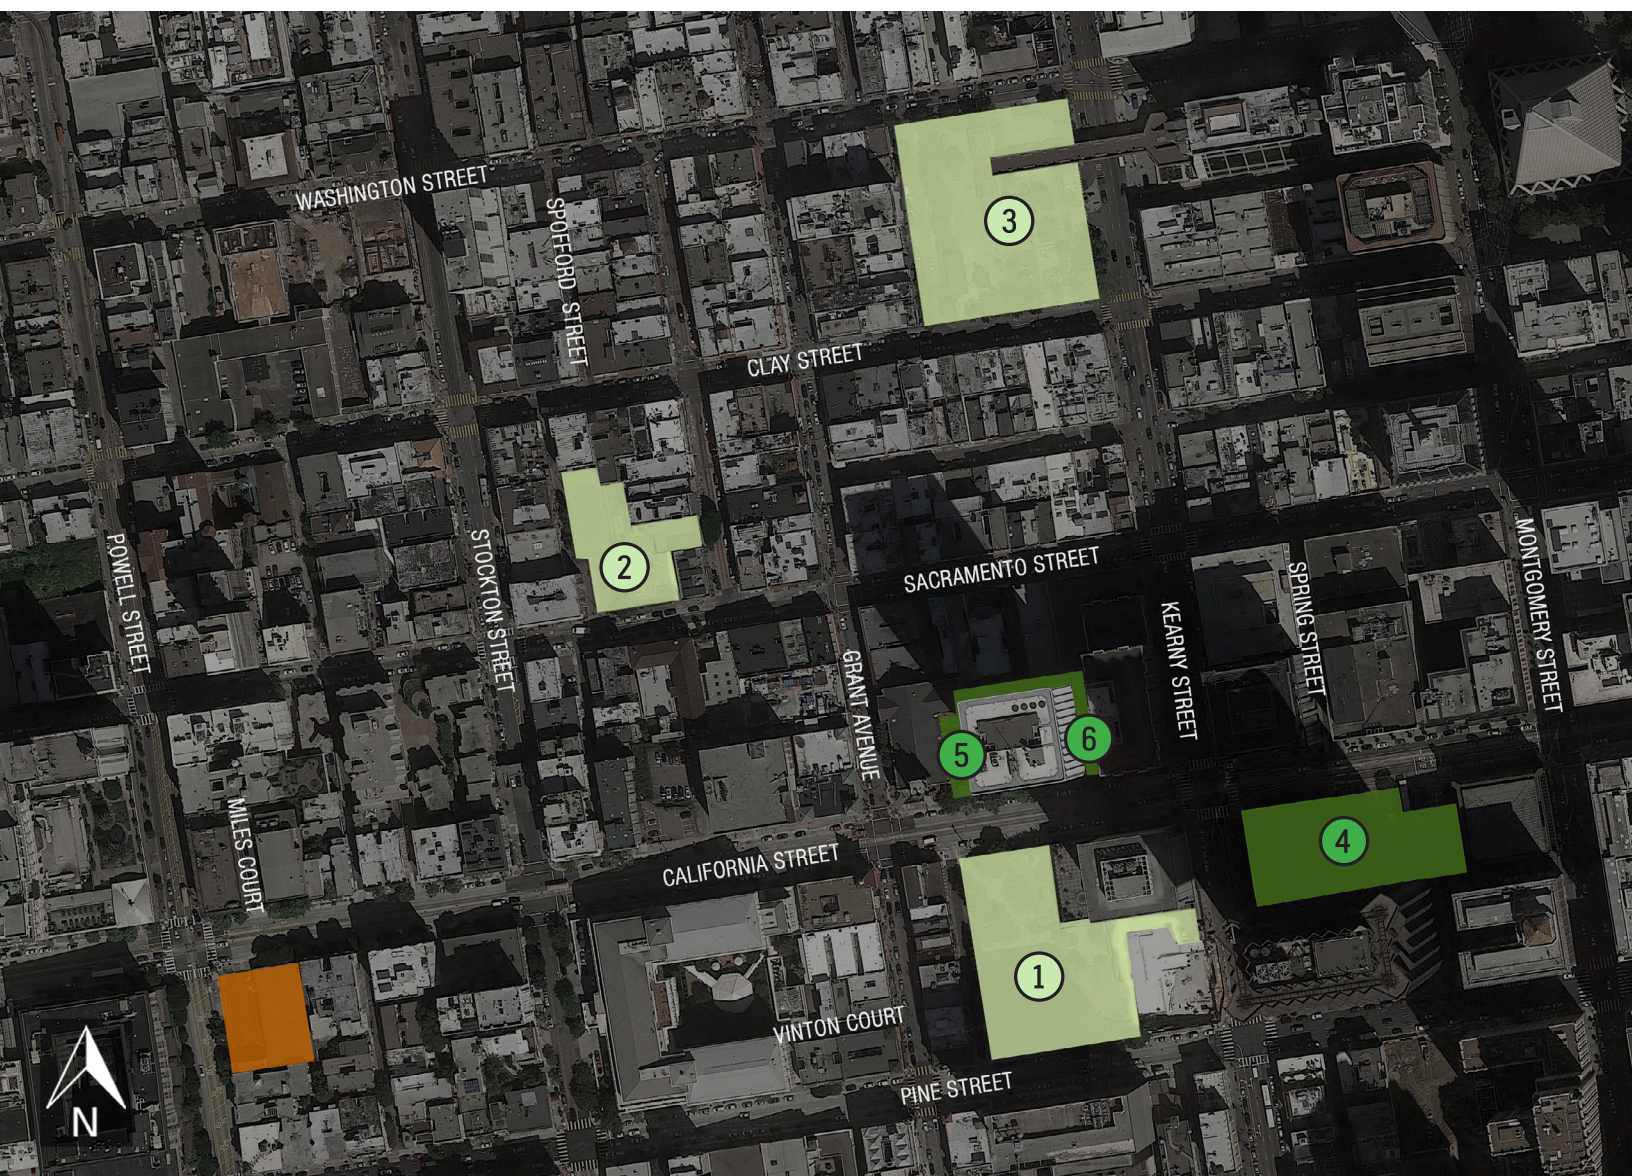 WASHINGTON STREET
SPOFFORD STREET
3
CLAY STREET
2
POWELL STREET
STOCKTON STREET
SACRAMENTO STREET
KEARNY STREET
SPRING STREET
MONTGOMERY STREET
GRANT AVENUE
5
6
MILES COURT
CALIFORNIA STREET
4
1
VINTON COURT
PINE STREET
N